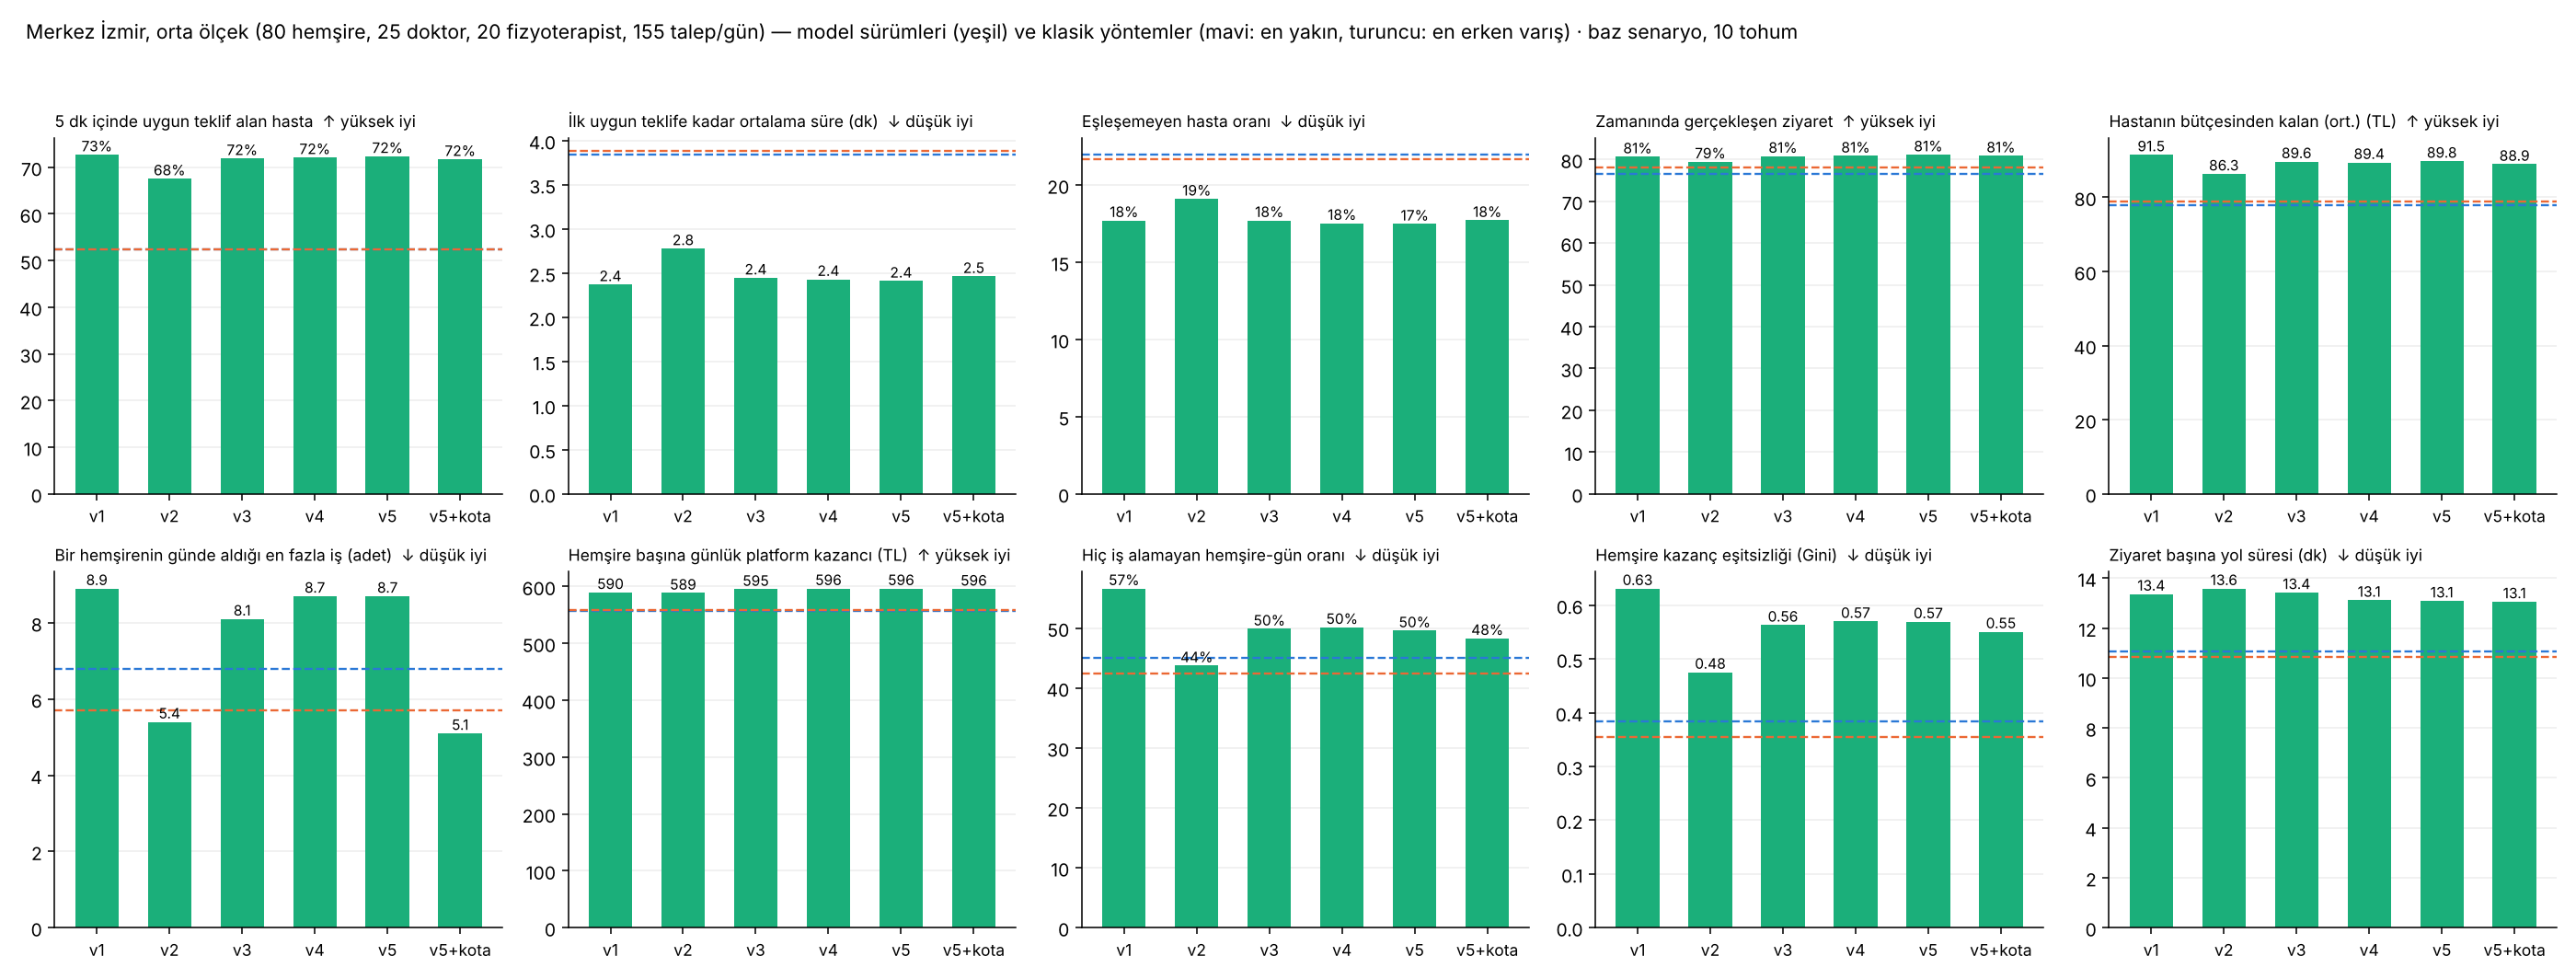 Merkez İzmir, orta ölçek (80 hemşire, 25 doktor, 20 fizyoterapist, 155 talep/gün) — model sürümleri (yeşil) ve klasik yöntemler (mavi: en yakın, turuncu: en erken varış) · baz senaryo, 10 tohum
5 dk içinde uygun teklif alan hasta ↑ yüksek iyi
73% 68% 72% 72% 72% 72%
70
60
50
40
30
20
10
0
v1 v2 v3 v4 v5 v5+kota
İlk uygun teklife kadar ortalama süre (dk) ↓ düşük iyi
4.0
3.5
3.0
2.5
2.0
1.5
1.0
0.5
0.0
2.4 2.8 2.4 2.4 2.4 2.5
v1 v2 v3 v4 v5 v5+kota
Eşleşemeyen hasta oranı ↓ düşük iyi
20
15
10
5
0
18% 19% 18% 18% 17% 18%
v1 v2 v3 v4 v5 v5+kota
Zamanında gerçekleşen ziyaret ↑ yüksek iyi
81% 79% 81% 81% 81% 81%
80
70
60
50
40
30
20
10
0
v1 v2 v3 v4 v5 v5+kota
Hastanın bütçesinden kalan (ort.) (TL) ↑ yüksek iyi
91.5 86.3 89.6 89.4 89.8 88.9
80
60
40
20
0
v1 v2 v3 v4 v5 v5+kota
Bir hemşirenin günde aldığı en fazla iş (adet) ↓ düşük iyi
8.9 5.4 8.1 8.7 8.7 5.1
8
6
4
2
0
v1 v2 v3 v4 v5 v5+kota
Hemşire başına günlük platform kazancı (TL) ↑ yüksek iyi
590 589 595 596 596 596
600
500
400
300
200
100
0
v1 v2 v3 v4 v5 v5+kota
Hiç iş alamayan hemşire-gün oranı ↓ düşük iyi
57% 44% 50% 50% 50% 48%
50
40
30
20
10
0
v1 v2 v3 v4 v5 v5+kota
Hemşire kazanç eşitsizliği (Gini) ↓ düşük iyi
0.63 0.48 0.56 0.57 0.57 0.55
0.6
0.5
0.4
0.3
0.2
0.1
0.0
v1 v2 v3 v4 v5 v5+kota
Ziyaret başına yol süresi (dk) ↓ düşük iyi
13.4 13.6 13.4 13.1 13.1 13.1
14
12
10
8
6
4
2
0
v1 v2 v3 v4 v5 v5+kota